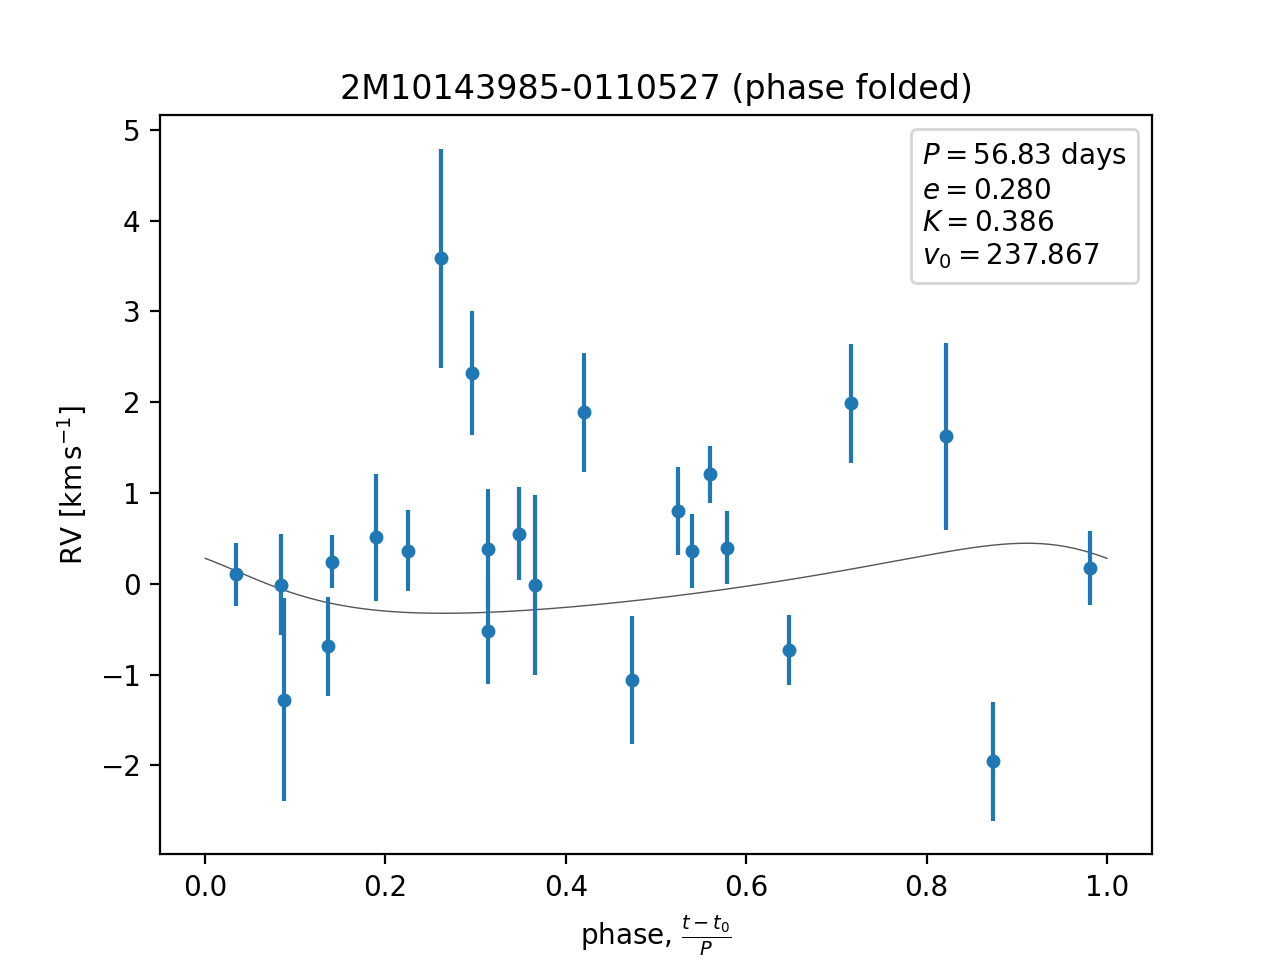 2M10143985-0110527 (phase folded)
P = 56.83 days
e = 0.280
K = 0.386
v₀ = 237.867
5
4
3
2
1
0
−1
−2
RV [km s⁻¹]
0.0 0.2 0.4 0.6 0.8 1.0
phase, (t − t₀)/P